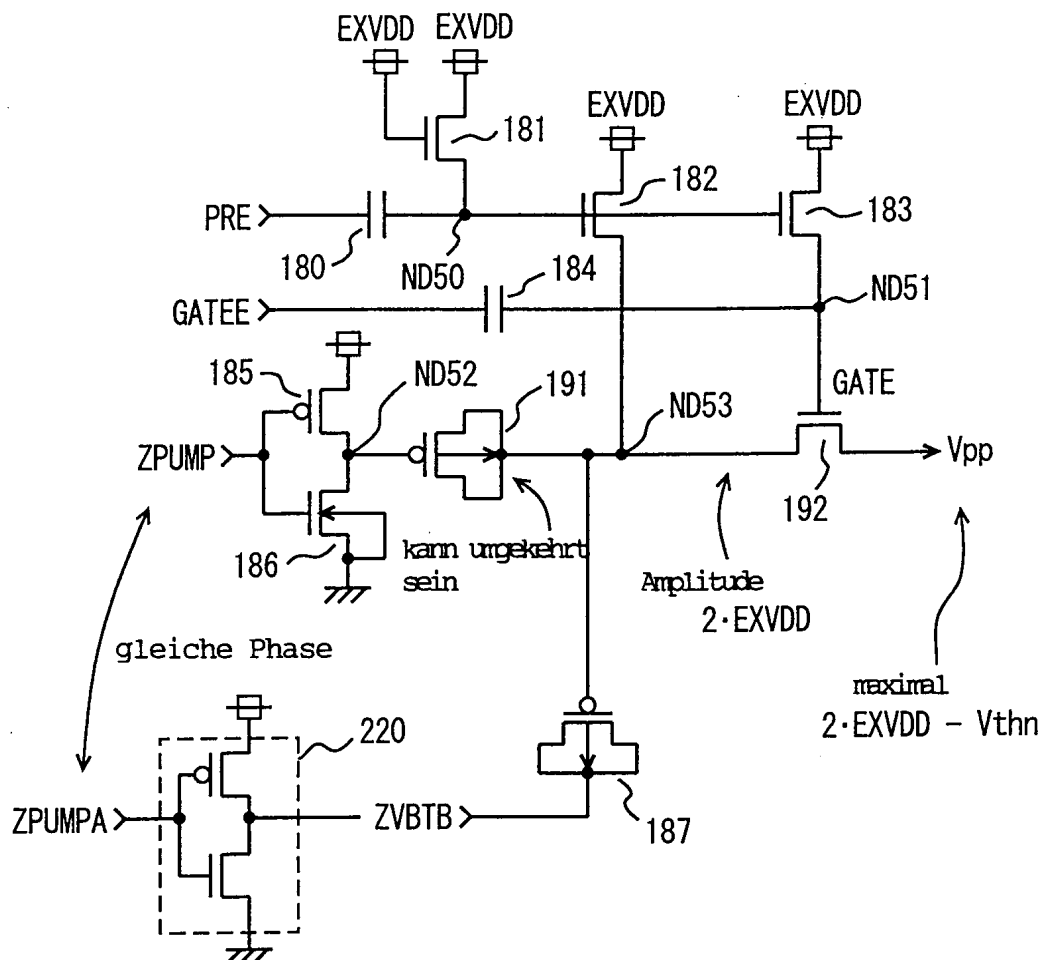 EXVDD EXVDD
181
EXVDD
EXVDD
182
183
PRE
180
ND50
184
ND51
GATEE
185
ND52
191
GATE
ND53
ZPUMP
Vpp
192
186
kann umgekehrt
sein
Amplitude
2·EXVDD
gleiche Phase
maximal
2·EXVDD - Vthn
220
ZPUMPA
ZVBTB
187